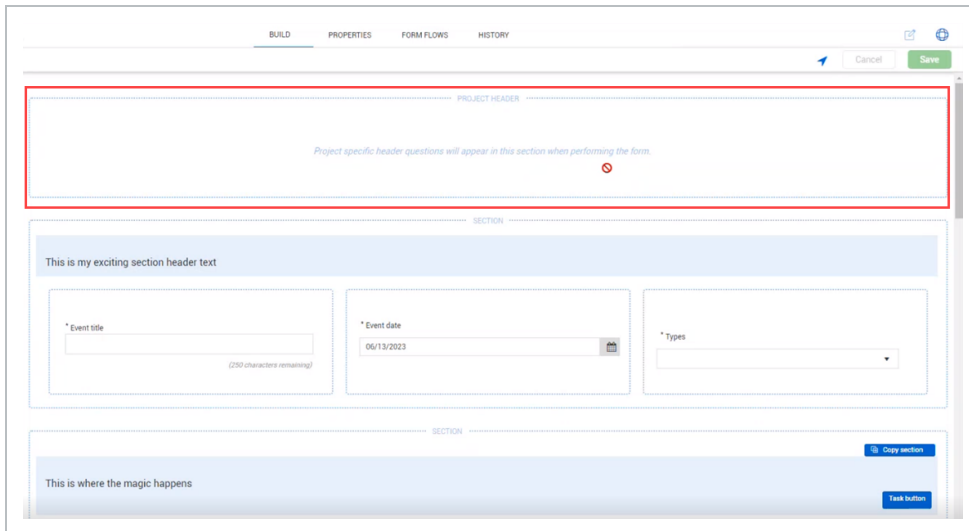 BUILD PROPERTIES FORM FLOWS HISTORY
Cancel Save
PROJECT HEADER
Project specific header questions will appear in this section when performing the form.
SECTION
This is my exciting section header text
* Event title
(250 characters remaining)
* Event date
06/13/2023
* Types
SECTION
Copy section
This is where the magic happens
Task button